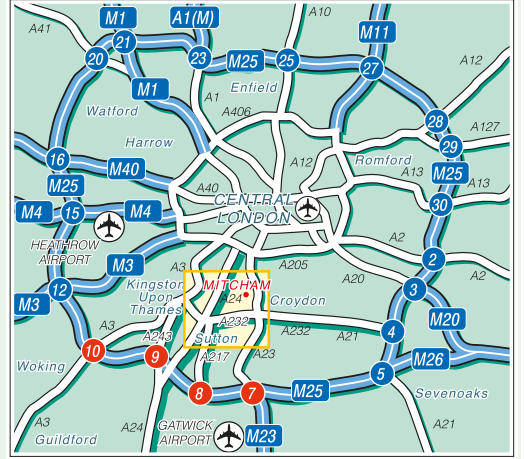 A41
M1
A1(M)
A10
M11
21
20
23
M25
25
27
A12
M1
Enfield
Watford
A1
A406
28
A127
29
Harrow
A12
Romford
16
M40
M25
A13
M25
A13
A40
CENTRAL
LONDON
30
M4
15
M4
HEATHROW
AIRPORT
A2
A2
2
M3
A3
A205
A20
12
Kingston
Upon
Thames
MITCHAM
A24
Croydon
3
M3
M20
A3
A243
A232
A232
A21
4
Sutton
10
9
A217
A23
M26
Woking
5
8
7
M25
Sevenoaks
A3
A24
GATWICK
AIRPORT
M23
A21
Guildford